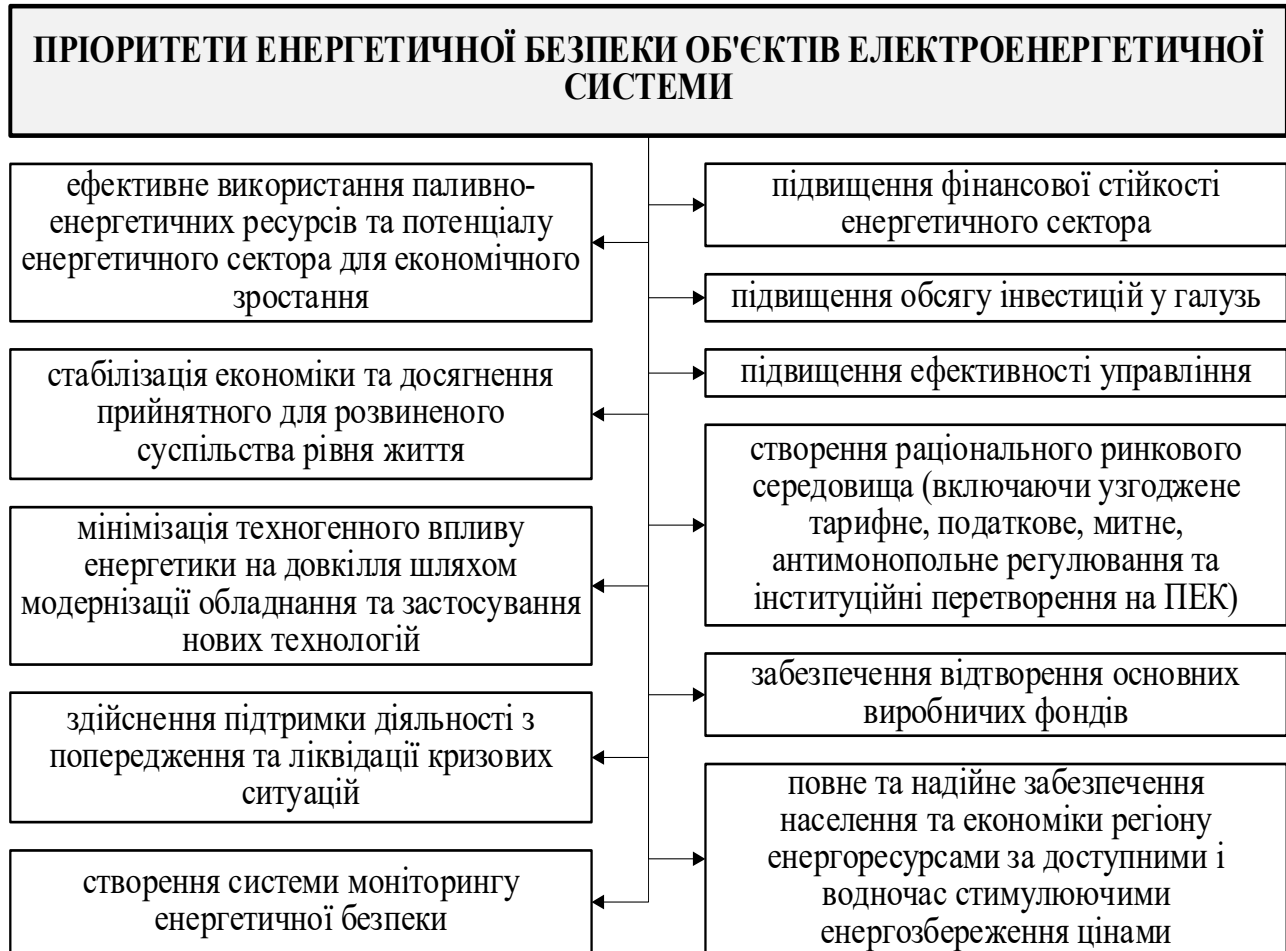 ПРІОРИТЕТИ ЕНЕРГЕТИЧНОЇ БЕЗПЕКИ ОБ'ЄКТІВ ЕЛЕКТРОЕНЕРГЕТИЧНОЇ
СИСТЕМИ
ефективне використання паливно-
енергетичних ресурсів та потенціалу
енергетичного сектора для економічного
зростання
стабілізація економіки та досягнення
прийнятного для розвиненого
суспільства рівня життя
мінімізація техногенного впливу
енергетики на довкілля шляхом
модернізації обладнання та застосування
нових технологій
здійснення підтримки діяльності з
попередження та ліквідації кризових
ситуацій
створення системи моніторингу
енергетичної безпеки
підвищення фінансової стійкості
енергетичного сектора
підвищення обсягу інвестицій у галузь
підвищення ефективності управління
створення раціонального ринкового
середовища (включаючи узгоджене
тарифне, податкове, митне,
антимонопольне регулювання та
інституційні перетворення на ПЕК)
забезпечення відтворення основних
виробничих фондів
повне та надійне забезпечення
населення та економіки регіону
енергоресурсами за доступними і
водночас стимулюючими
енергозбереження цінами